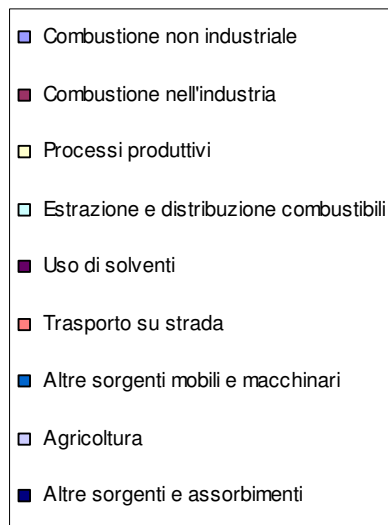 Combustione non industriale
Combustione nell'industria
Processi produttivi
Estrazione e distribuzione combustibili
Uso di solventi
Trasporto su strada
Altre sorgenti mobili e macchinari
Agricoltura
Altre sorgenti e assorbimenti